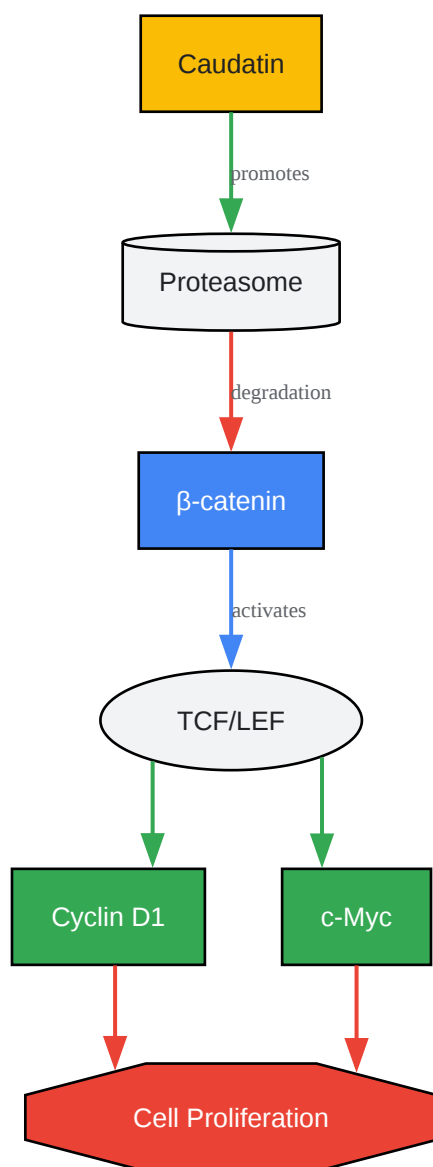 Caudatin
promotes
Proteasome
degradation
β-catenin
activates
TCF/LEF
Cyclin D1
c-Myc
Cell Proliferation